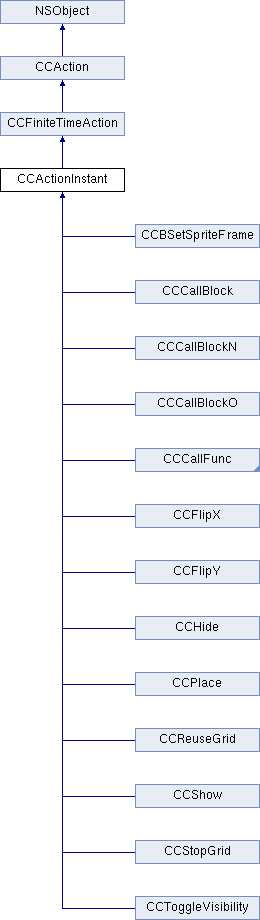 NSObject
CCAction
CCFiniteTimeAction
CCActionInstant
CCBSetSpriteFrame
CCCallBlock
CCCallBlockN
CCCallBlockO
CCCallFunc
CCFlipX
CCFlipY
CCHide
CCPlace
CCReuseGrid
CCShow
CCStopGrid
CCToggleVisibility